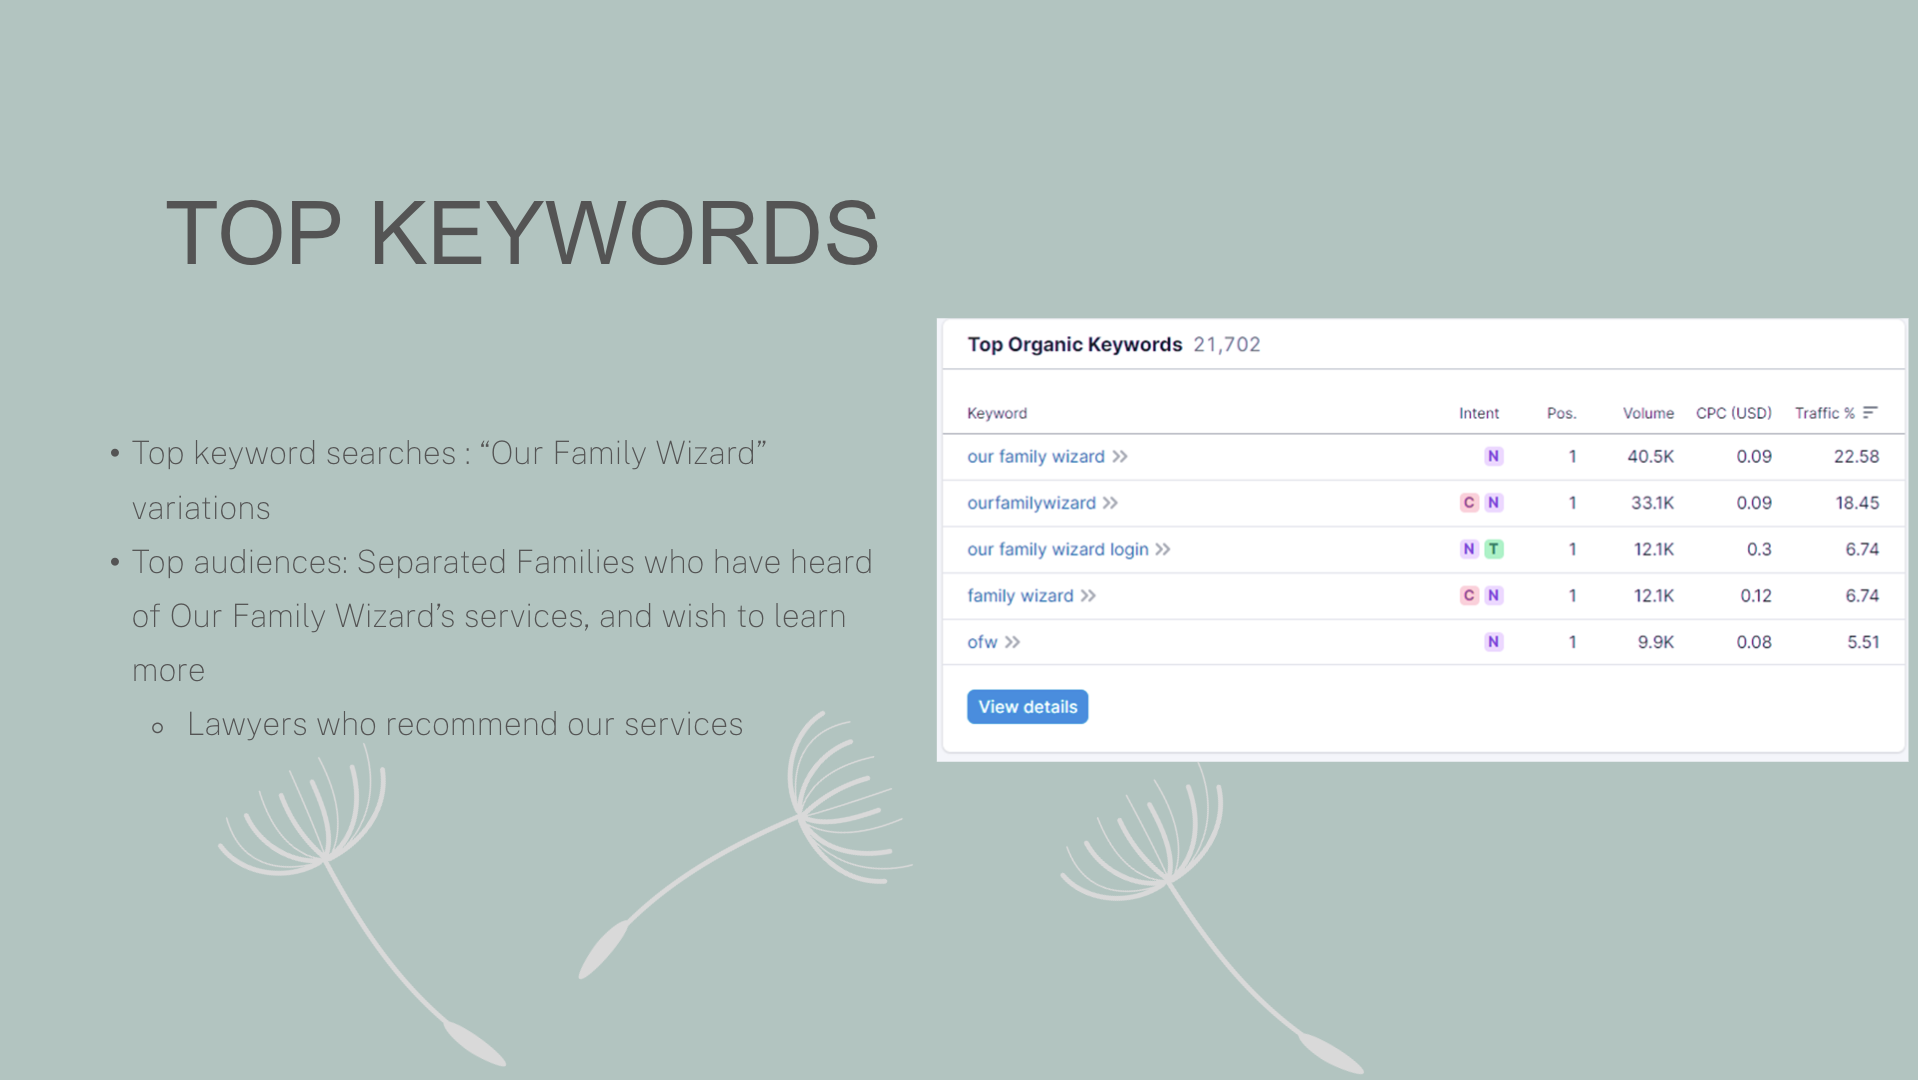 TOP KEYWORDS
• Top keyword searches : “Our Family Wizard”
variations
• Top audiences: Separated Families who have heard
of Our Family Wizard’s services, and wish to learn
more
○ Lawyers who recommend our services
Top Organic Keywords 21,702
Keyword Intent Pos. Volume CPC (USD) Traffic %
our family wizard >> N 1 40.5K 0.09 22.58
ourfamilywizard >> C N 1 33.1K 0.09 18.45
our family wizard login >> N T 1 12.1K 0.3 6.74
family wizard >> C N 1 12.1K 0.12 6.74
ofw >> N 1 9.9K 0.08 5.51
View details